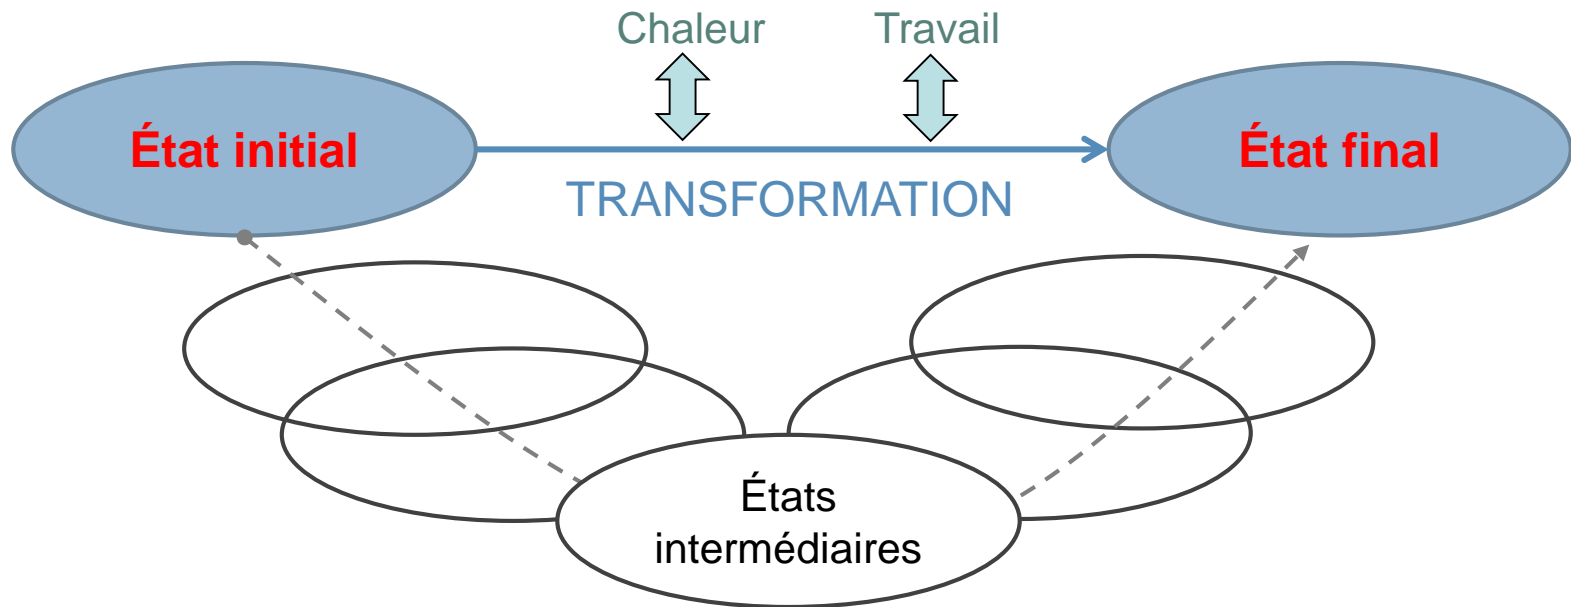 Chaleur
Travail
État initial
État final
TRANSFORMATION
États
intermédiaires